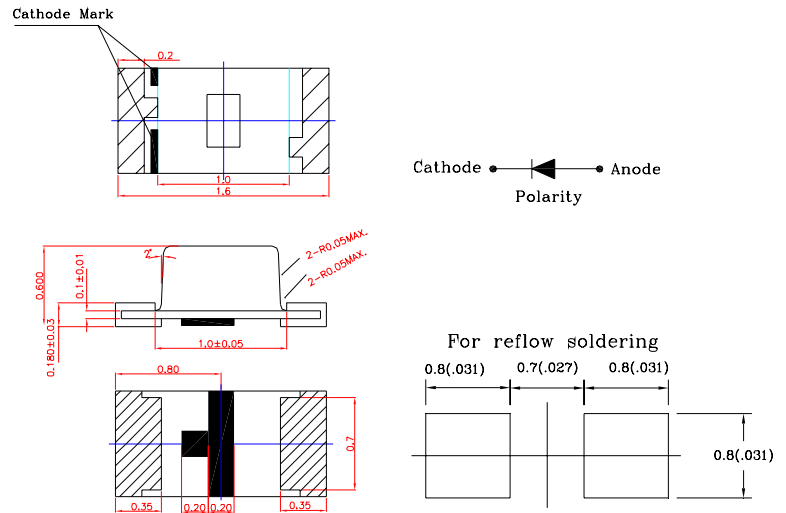 Cathode Mark
0.2
1.0
1.6
Cathode
Anode
Polarity
2°
2-R0.05MAX.
2-R0.05MAX.
0.600
0.1±0.01
0.180±0.03
1.0±0.05
0.80
0.7
0.35
0.20
0.20
0.35
For reflow soldering
0.8(.031)
0.7(.027)
0.8(.031)
0.8(.031)